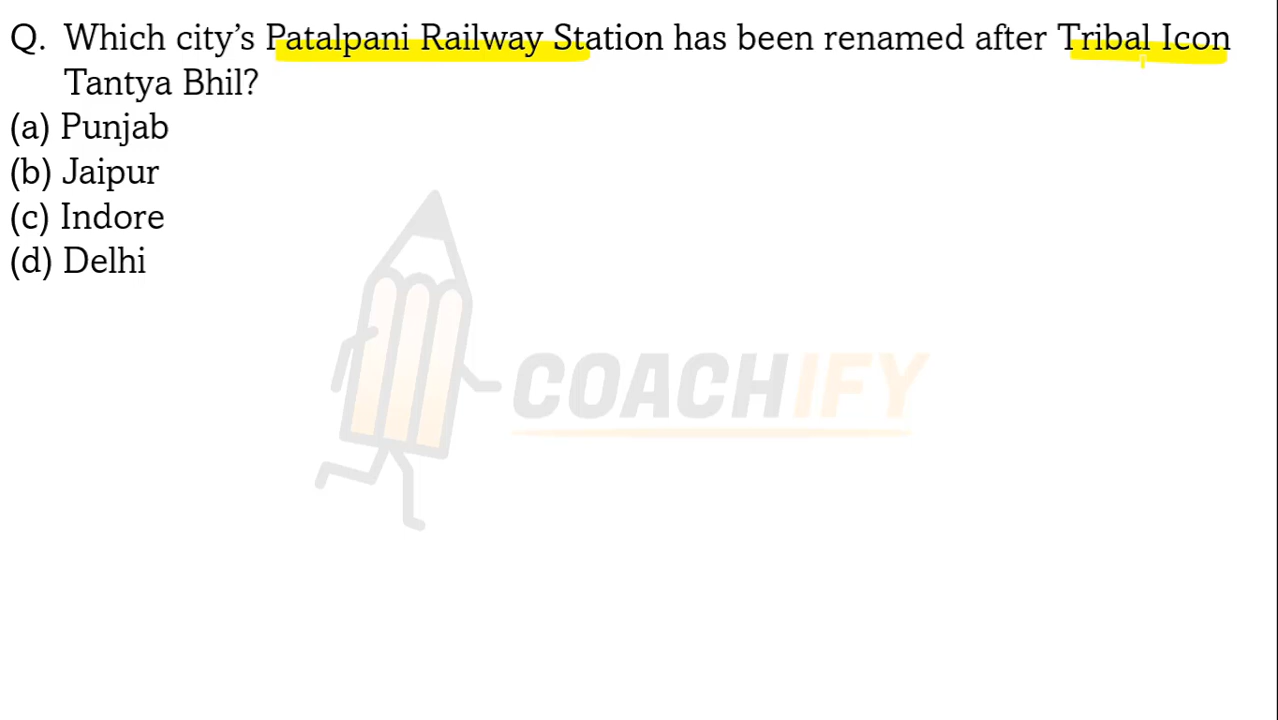 Q. Which city’s Patalpani Railway Station has been renamed after Tribal Icon
Tantya Bhil?
(a) Punjab
(b) Jaipur
(c) Indore
(d) Delhi
COACHIFY